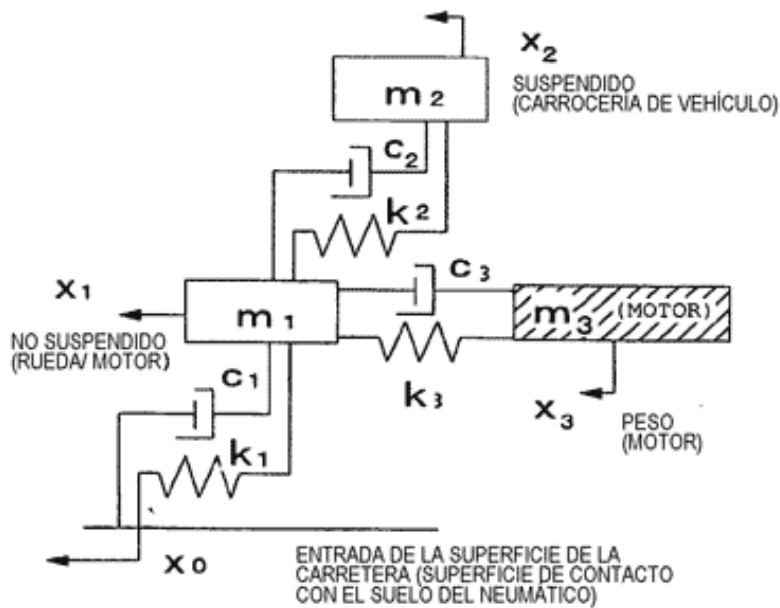 x2
SUSPENDIDO
(CARROCERIA DE VEHÍCULO)
m2
c2
k2
x1
NO SUSPENDIDO
(RUEDA/ MOTOR)
m1
c3
k3
m3 (MOTOR)
x3
PESO
(MOTOR)
c1
k1
x0
ENTRADA DE LA SUPERFICIE DE LA
CARRETERA (SUPERFICIE DE CONTACTO
CON EL SUELO DEL NEUMÁTICO)